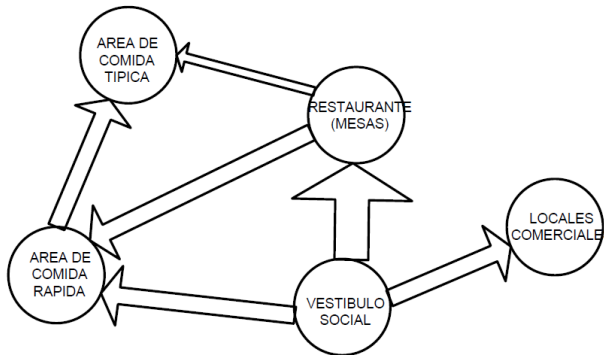 AREA DE
COMIDA
TIPICA
RESTAURANTE
(MESAS)
LOCALES
COMERCIALE
AREA DE
COMIDA
RAPIDA
VESTIBULO
SOCIAL